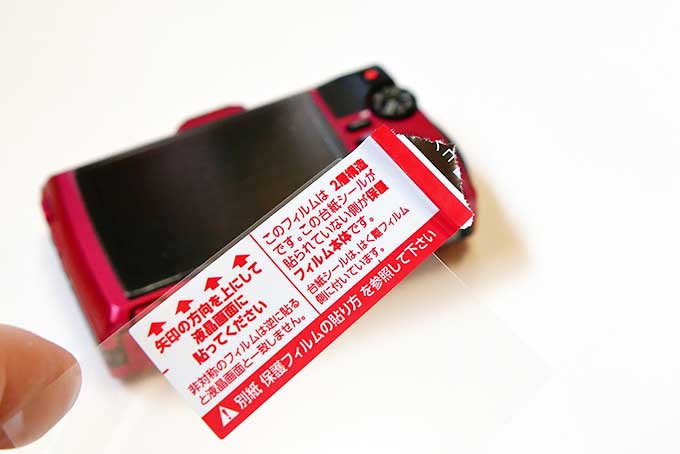 矢印の方向を上にして
液晶画面に
貼ってください
非対称のフィルムは逆に貼る
と液晶画面と一致しません。
このフィルムは 2層構造
です。この台紙シールが
貼られていない側が保護
フィルム本体です。
台紙シールは、はく離フィルム
側に付いています。
別紙 保護フィルムの貼り方 を参照して下さい